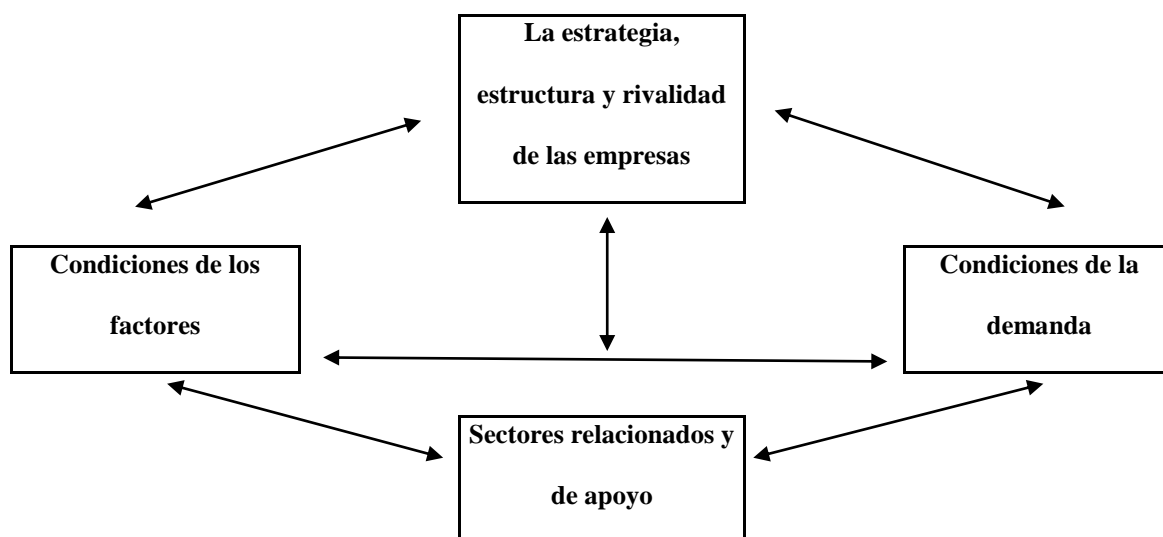 La estrategia,
estructura y rivalidad
de las empresas
Condiciones de los
factores
Condiciones de la
demanda
Sectores relacionados y
de apoyo